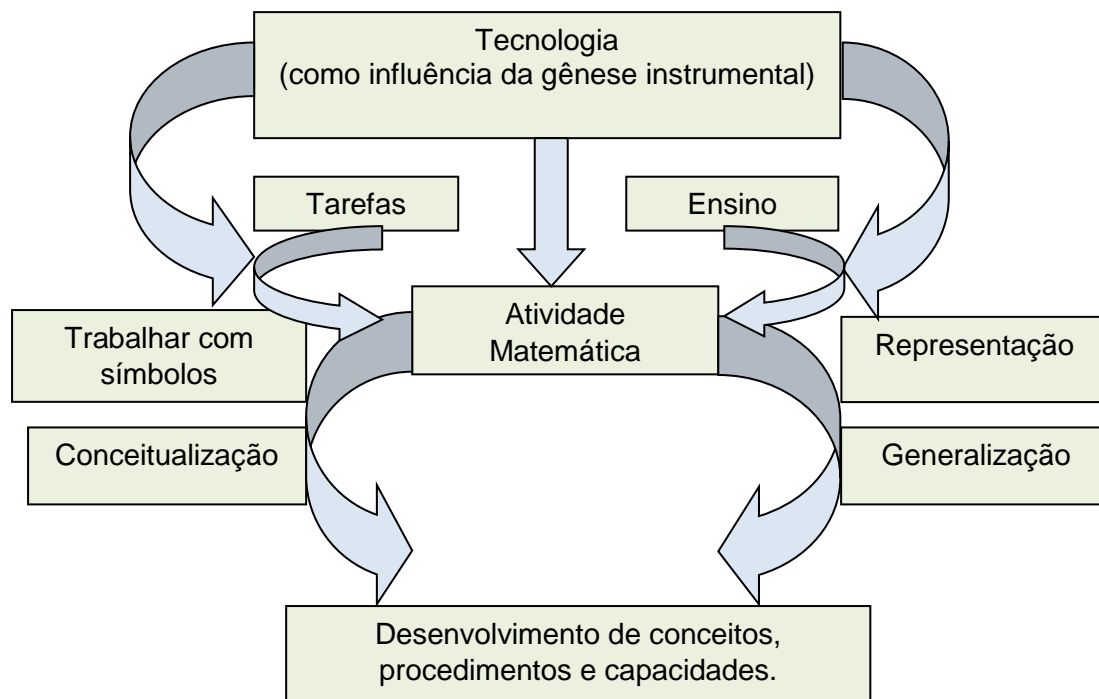 Tecnologia
(como influência da gênese instrumental)
Tarefas
Ensino
Atividade
Matemática
Trabalhar com
símbolos
Representação
Conceitualização
Generalização
Desenvolvimento de conceitos,
procedimentos e capacidades.